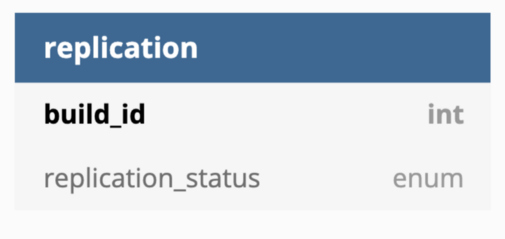 replication
build_id int
replication_status enum